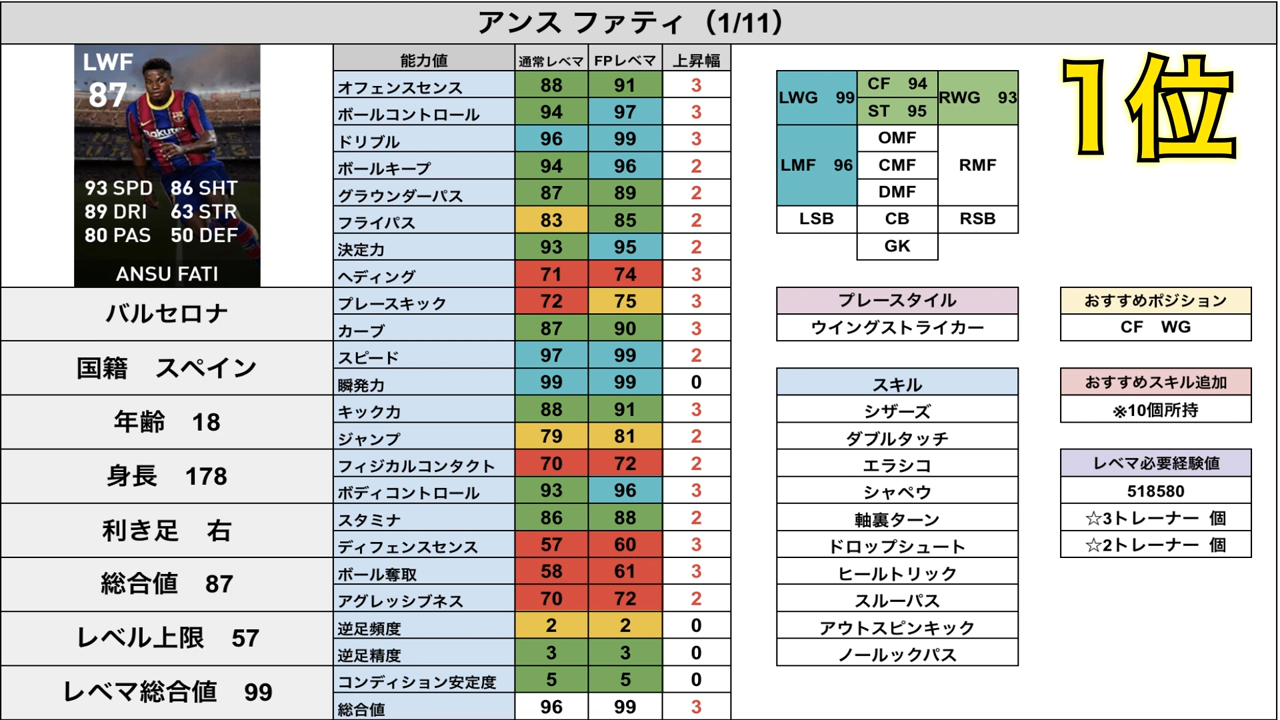 アンス ファティ（1/11）
LWF
87
Rakuten
93 SPD 86 SHT
89 DRI 63 STR
80 PAS 50 DEF
ANSU FATI
バルセロナ
国籍 スペイン
年齢 18
身長 178
利き足 右
総合値 87
レベル上限 57
レベマ総合値 99
能力値 通常レベマ FPレベマ 上昇幅
オフェンスセンス 88 91 3
ボールコントロール 94 97 3
ドリブル 96 99 3
ボールキープ 94 96 2
グラウンダーパス 87 89 2
フライパス 83 85 2
決定力 93 95 2
ヘディング 71 74 3
プレースキック 72 75 3
カーブ 87 90 3
スピード 97 99 2
瞬発力 99 99 0
キック力 88 91 3
ジャンプ 79 81 2
フィジカルコンタクト 70 72 2
ボディコントロール 93 96 3
スタミナ 86 88 2
ディフェンスセンス 57 60 3
ボール奪取 58 61 3
アグレッシブネス 70 72 2
逆足頻度 2 2 0
逆足精度 3 3 0
コンディション安定度 5 5 0
総合値 96 99 3
LWG 99 CF 94 RWG 93
ST 95
OMF
LMF 96 CMF RMF
DMF
LSB CB RSB
GK
1位
プレースタイル
ウイングストライカー
スキル
シザーズ
ダブルタッチ
エラシコ
シャペウ
軸裏ターン
ドロップシュート
ヒールトリック
スルーパス
アウトスピンキック
ノールックパス
おすすめポジション
CF WG
おすすめスキル追加
※10個所持
レベマ必要経験値
518580
☆3トレーナー 個
☆2トレーナー 個